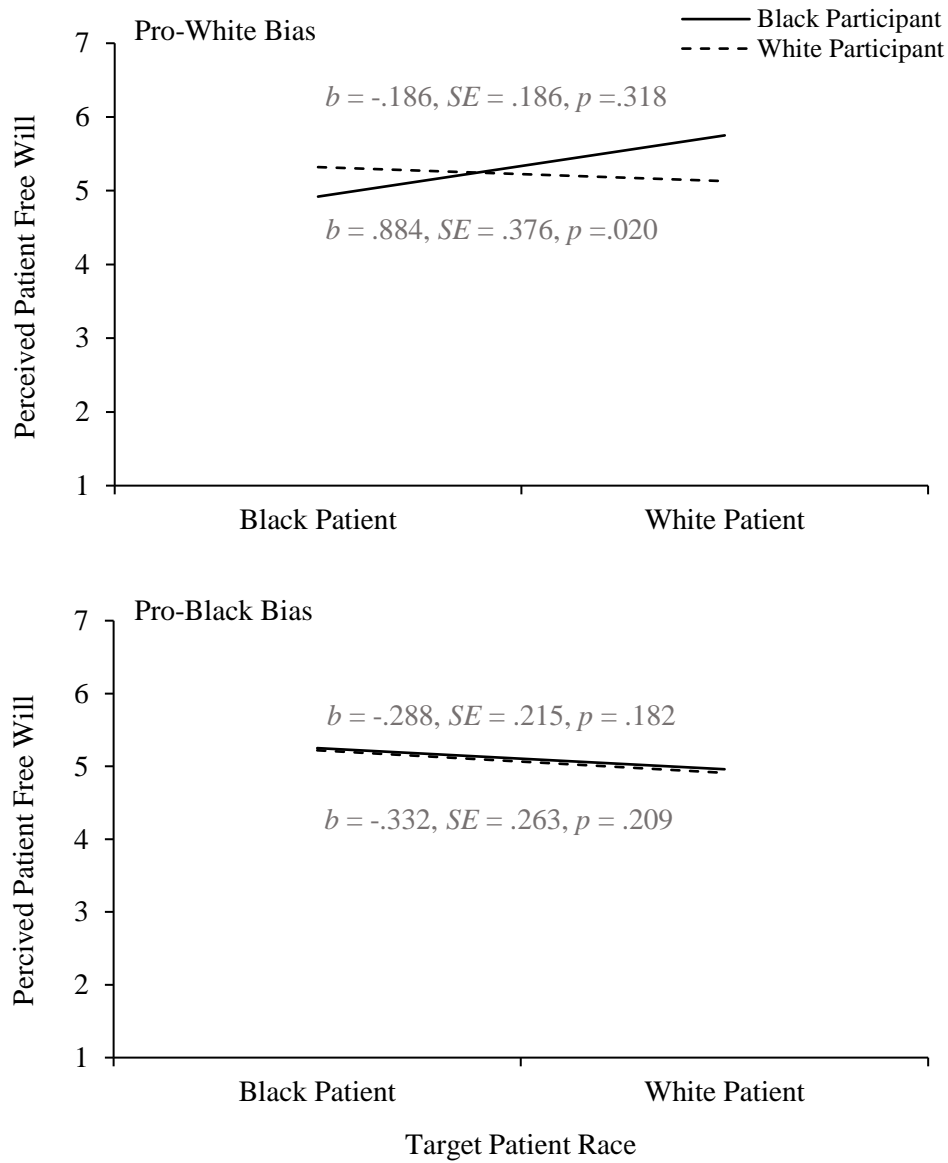 Pro-White Bias
Black Participant
White Participant
7
6
5
4
3
2
1
Perceived Patient Free Will
b = -.186, SE = .186, p =.318
b = .884, SE = .376, p =.020
Black Patient
White Patient
Pro-Black Bias
7
6
5
4
3
2
1
Percived Patient Free Will
b = -.288, SE = .215, p = .182
b = -.332, SE = .263, p = .209
Black Patient
White Patient
Target Patient Race